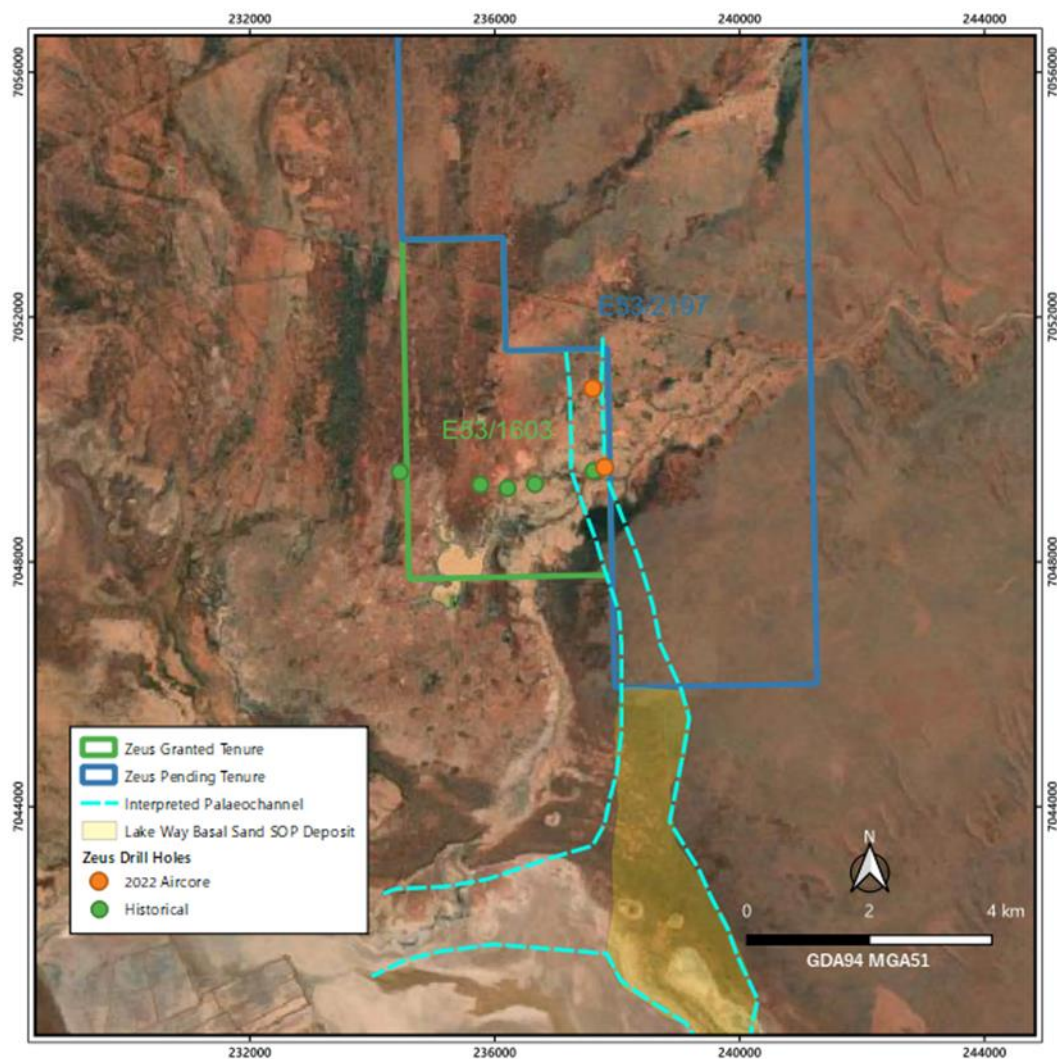 232000 236000 240000 244000
7056000 7056000
7052000 7052000
E53/2197
E53/1603
7048000 7048000
7044000 7044000
Zeus Granted Tenure
Zeus Pending Tenure
Interpreted Palaeochannel
Lake Way Basal Sand SOP Deposit
Zeus Drill Holes
2022 Aircore
Historical
N
0 2 4 km
GDA94 MGA51
232000 236000 240000 244000